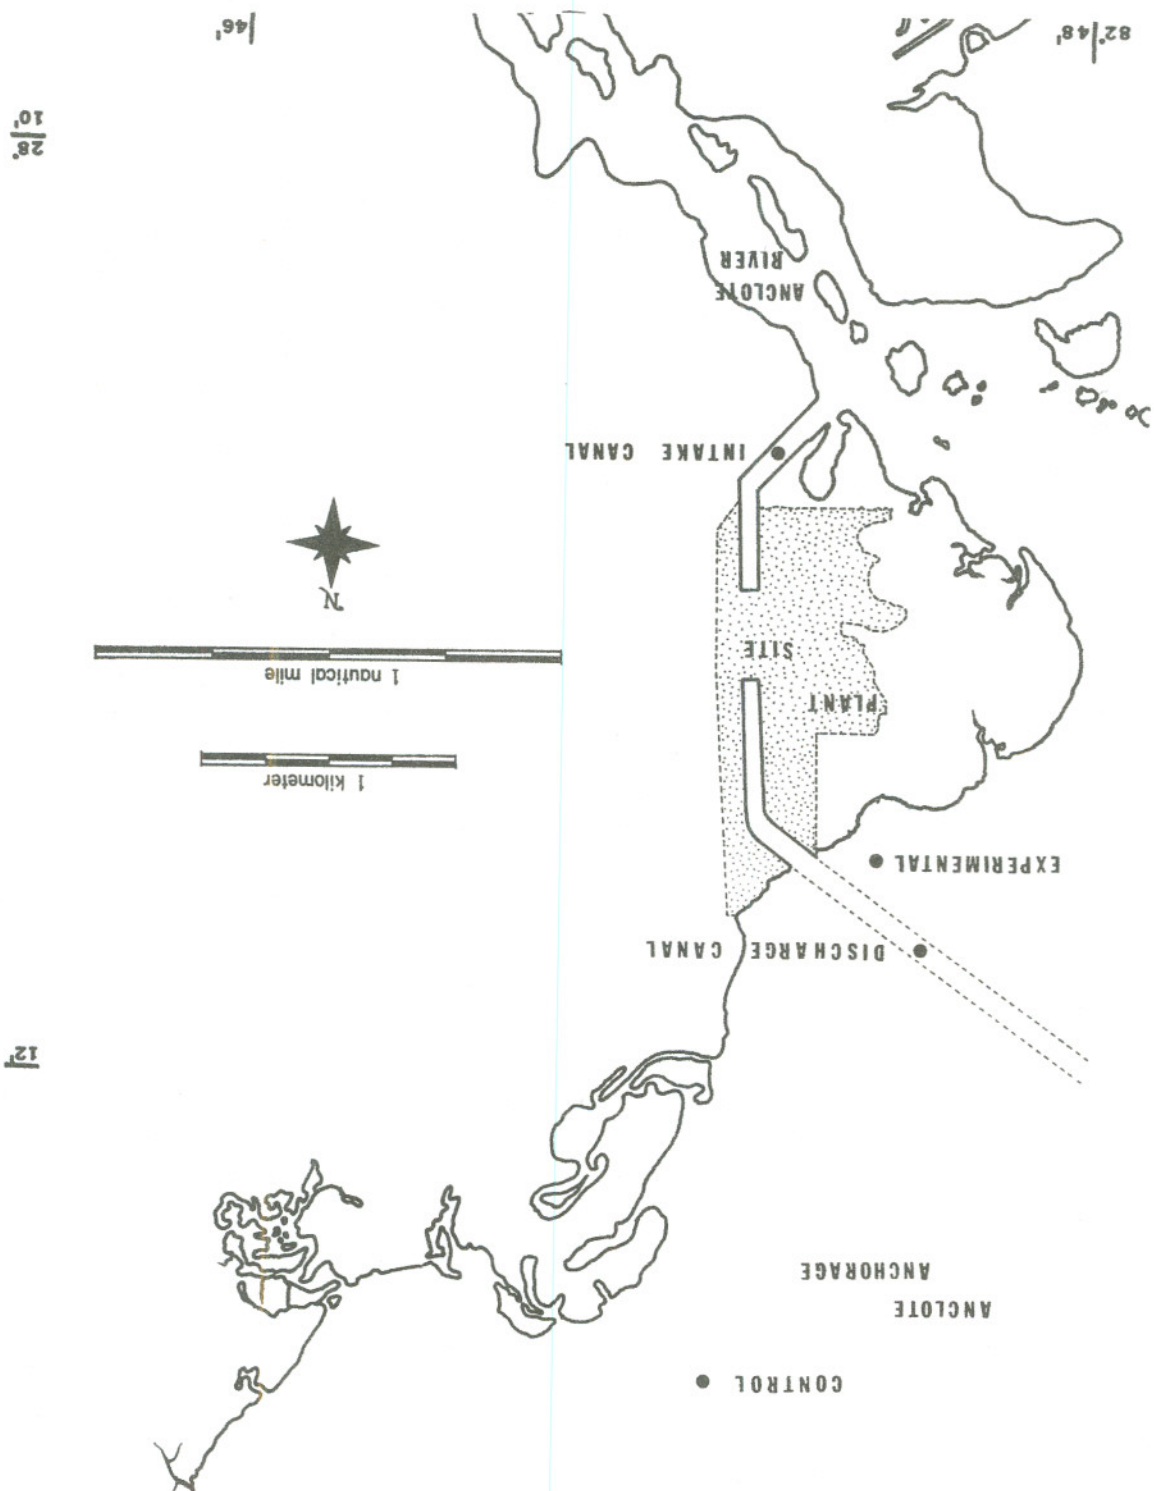 CONTROL
ANCLOTE
ANCHORAGE
12'
DISCHARGE CANAL
EXPERIMENTAL
1 kilometer
PLANT
SITE
1 nautical mile
N
INTAKE CANAL
ANCLOTE
RIVER
28°
10'
82° 48'
46'